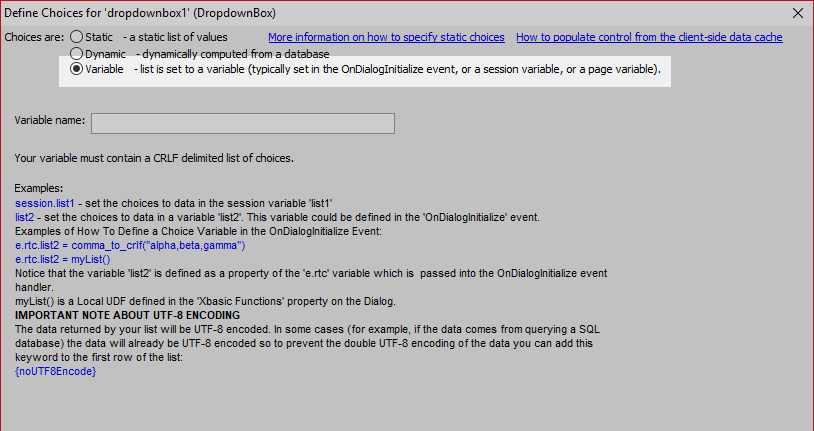 Define Choices for 'dropdownbox1' (DropdownBox)
Choices are: Static - a static list of values More information on how to specify static choices How to populate control from the client-side data cache
Dynamic - dynamically computed from a database
Variable - list is set to a variable (typically set in the OnDialogInitialize event, or a session variable, or a page variable).
Variable name:
Your variable must contain a CRLF delimited list of choices.
Examples:
session.list1 - set the choices to data in the session variable 'list1'
list2 - set the choices to data in a variable 'list2'. This variable could be defined in the 'OnDialogInitialize' event.
Examples of How To Define a Choice Variable in the OnDialogInitialize Event:
e.rtc.list2 = comma_to_crlf("alpha,beta,gamma")
e.rtc.list2 = myList()
Notice that the variable 'list2' is defined as a property of the 'e.rtc' variable which is passed into the OnDialogInitialize event
handler.
myList() is a Local UDF defined in the 'Xbasic Functions' property on the Dialog.
IMPORTANT NOTE ABOUT UTF-8 ENCODING
The data returned by your list will be UTF-8 encoded. In some cases (for example, if the data comes from querying a SQL
database) the data will already be UTF-8 encoded so to prevent the double UTF-8 encoding of the data you can add this
keyword to the first row of the list:
{noUTF8Encode}